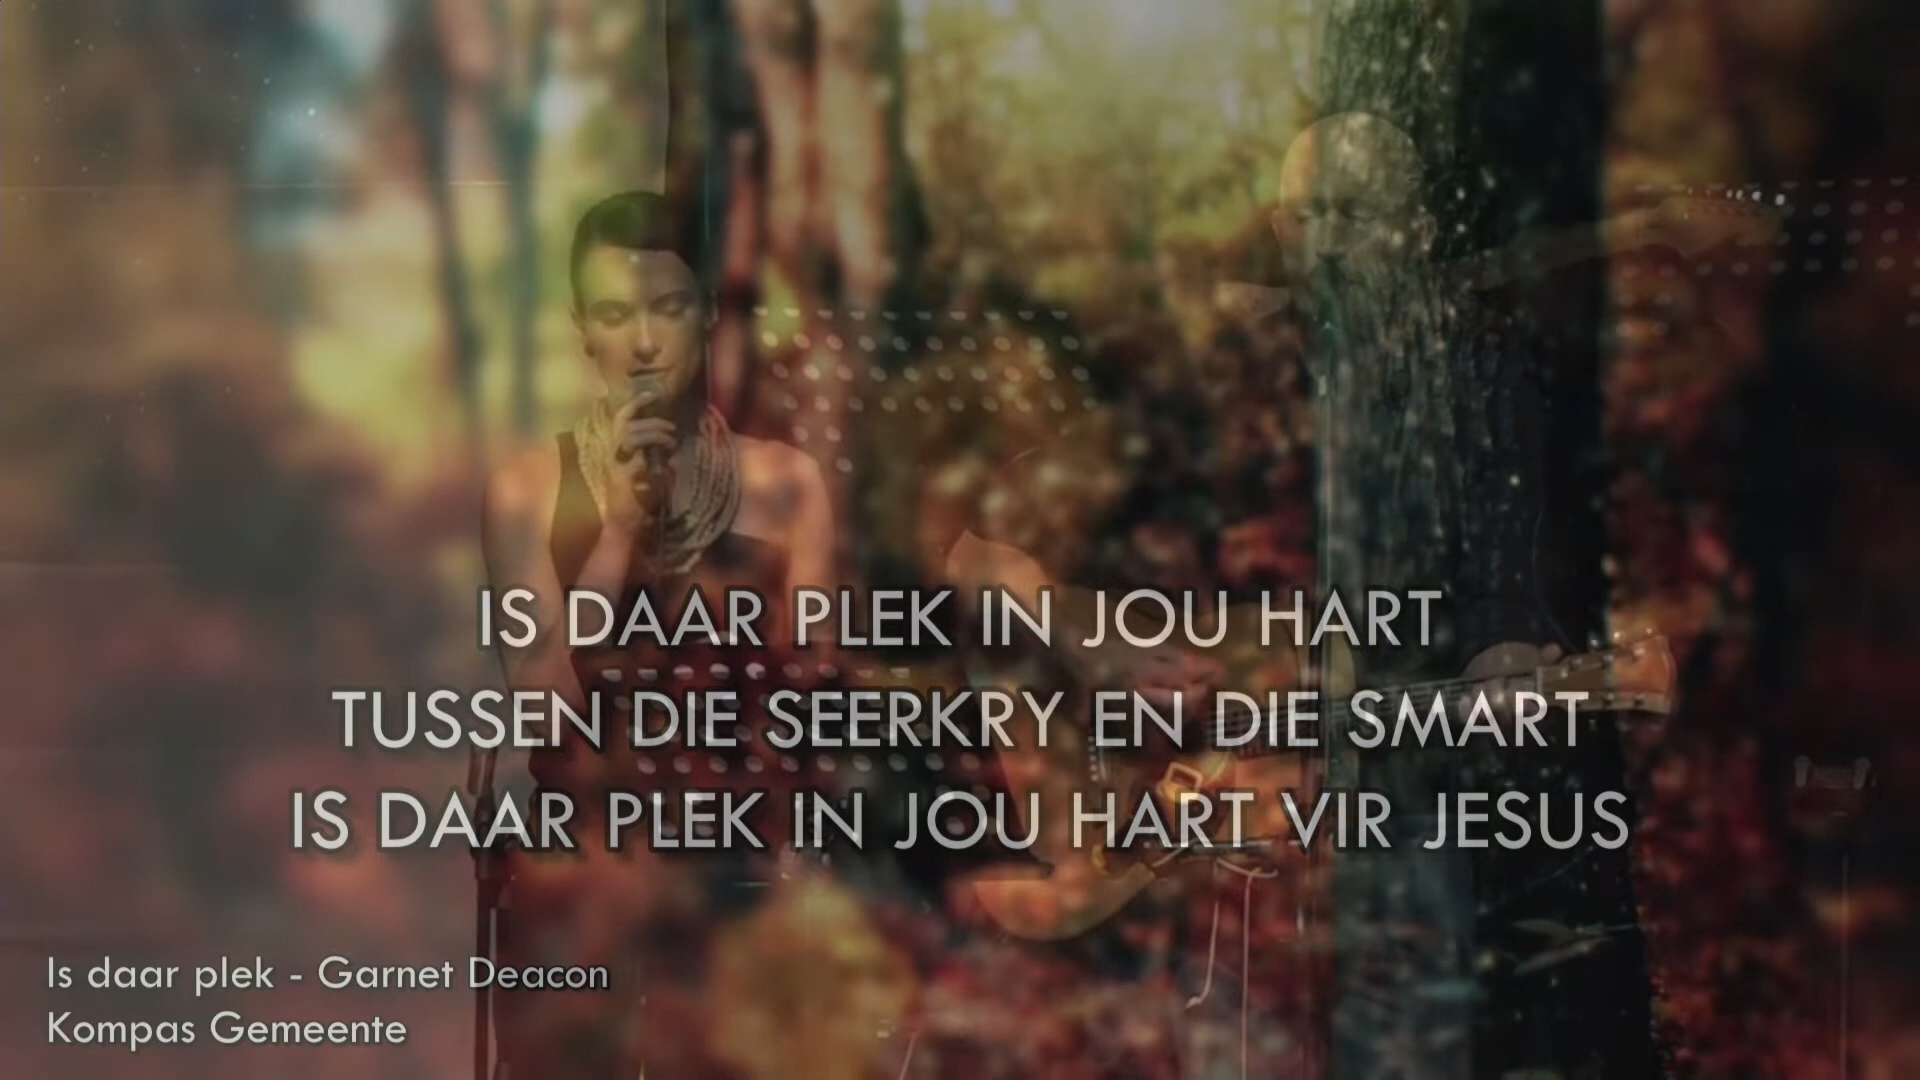 IS DAAR PLEK IN JOU HART
TUSSEN DIE SEERKRY EN DIE SMART
IS DAAR PLEK IN JOU HART VIR JESUS
Is daar plek - Garnet Deacon
Kompas Gemeente